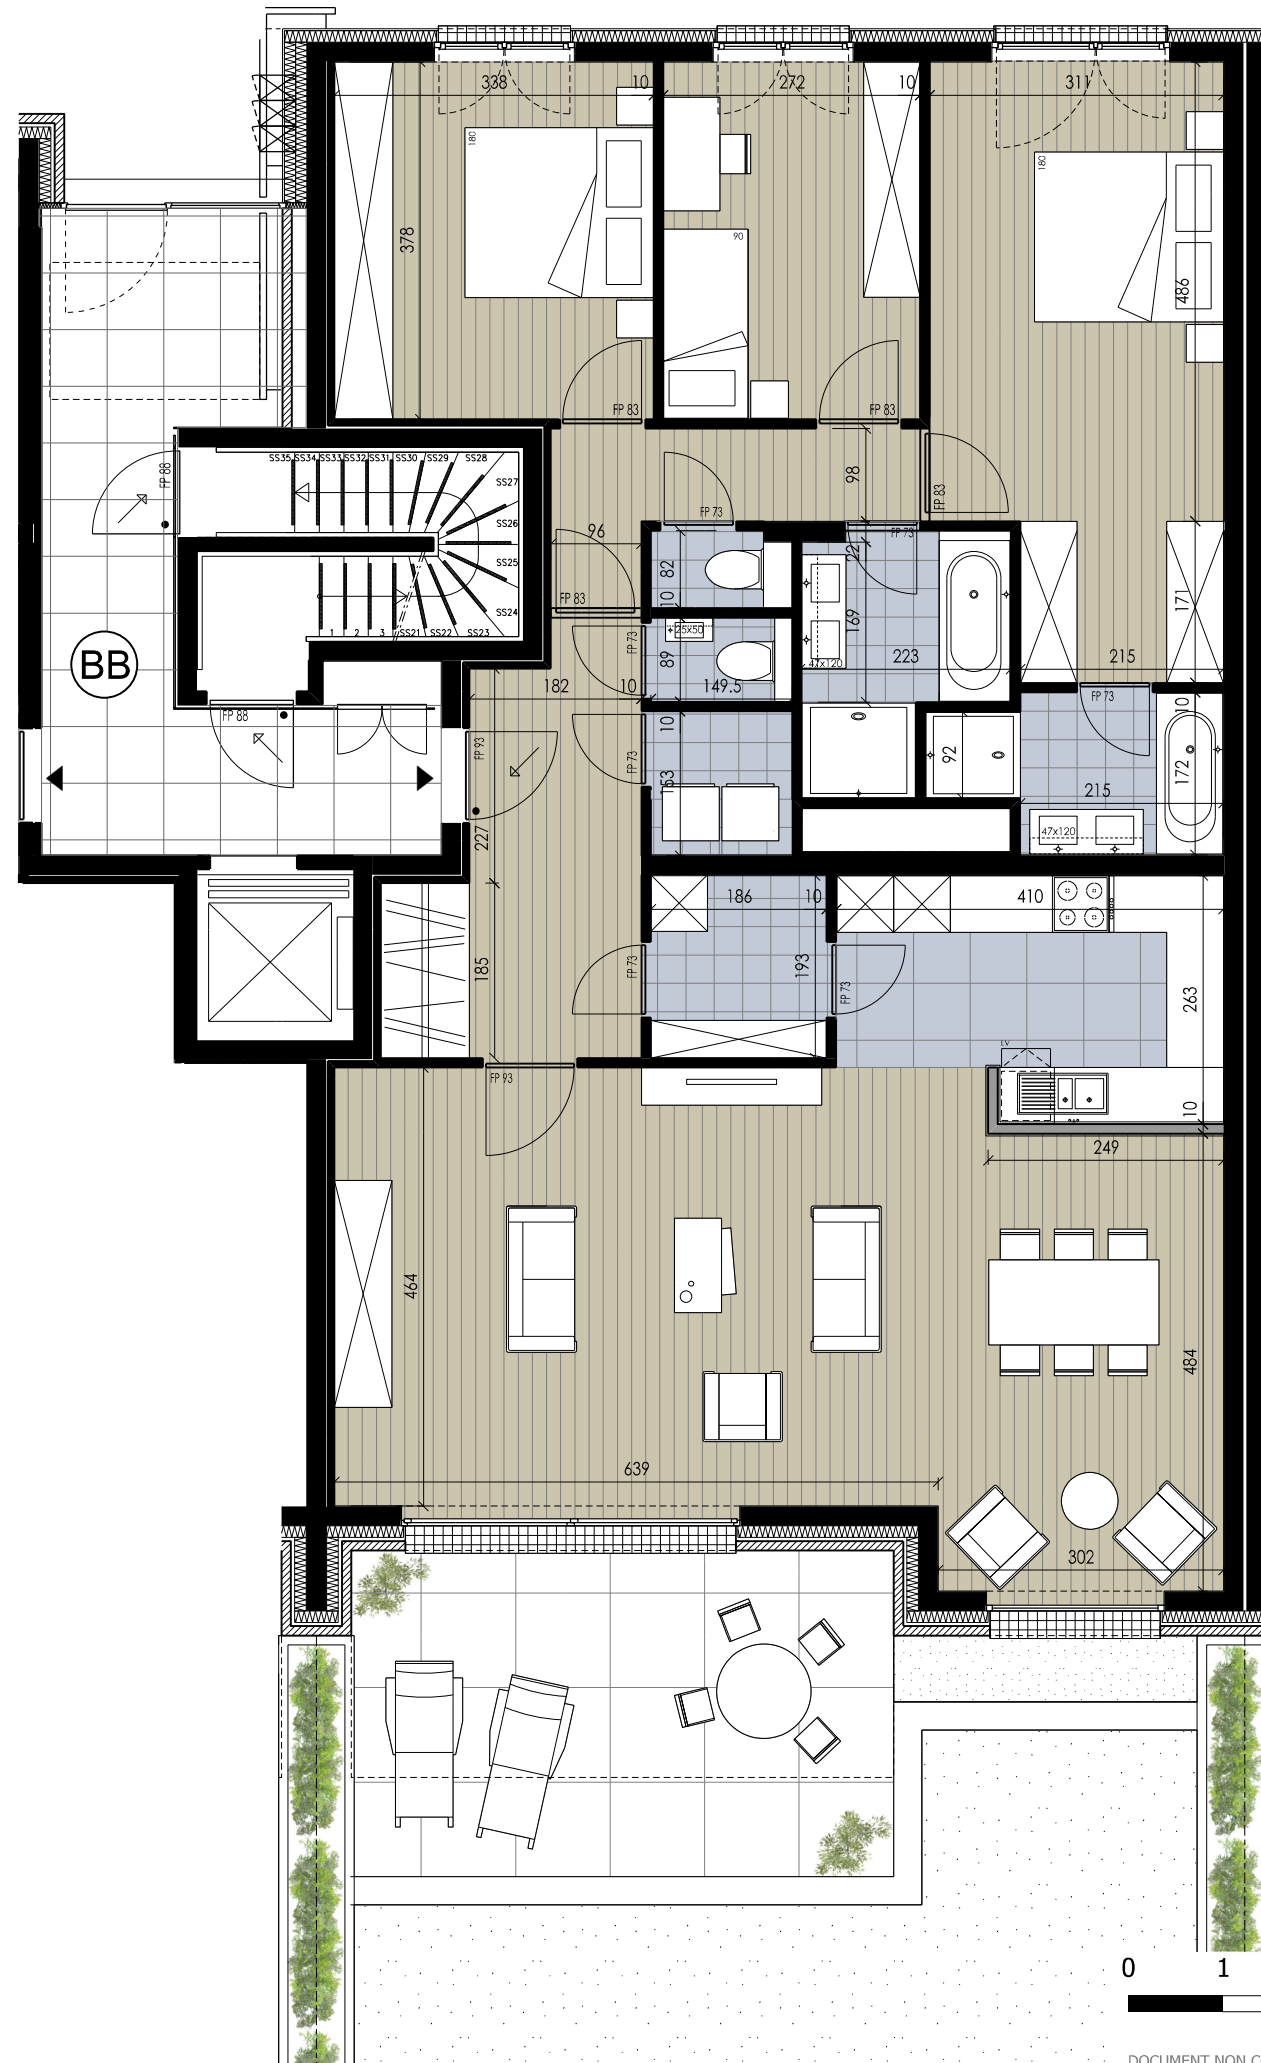 338
10
272
10
311
180
180
90
378
486
FP 83
FP 83
FP 88
SS35
SS34
SS33
SS32
SS31
SS30
SS29
SS28
SS27
SS26
SS25
SS24
SS23
SS22
SS21
1
2
3
98
FP 83
FP 73
FP 73
96
82
10
22
FP 83
169
171
FP 73
25x50
89
47x120
223
215
BB
182
10
149.5
FP 73
10
FP 88
10
FP 93
FP 73
92
172
153
215
47x120
227
186
10
410
185
FP 73
193
FP 73
263
LV
FP 93
10
249
464
484
639
302
0
1
DOCUMENT NON C